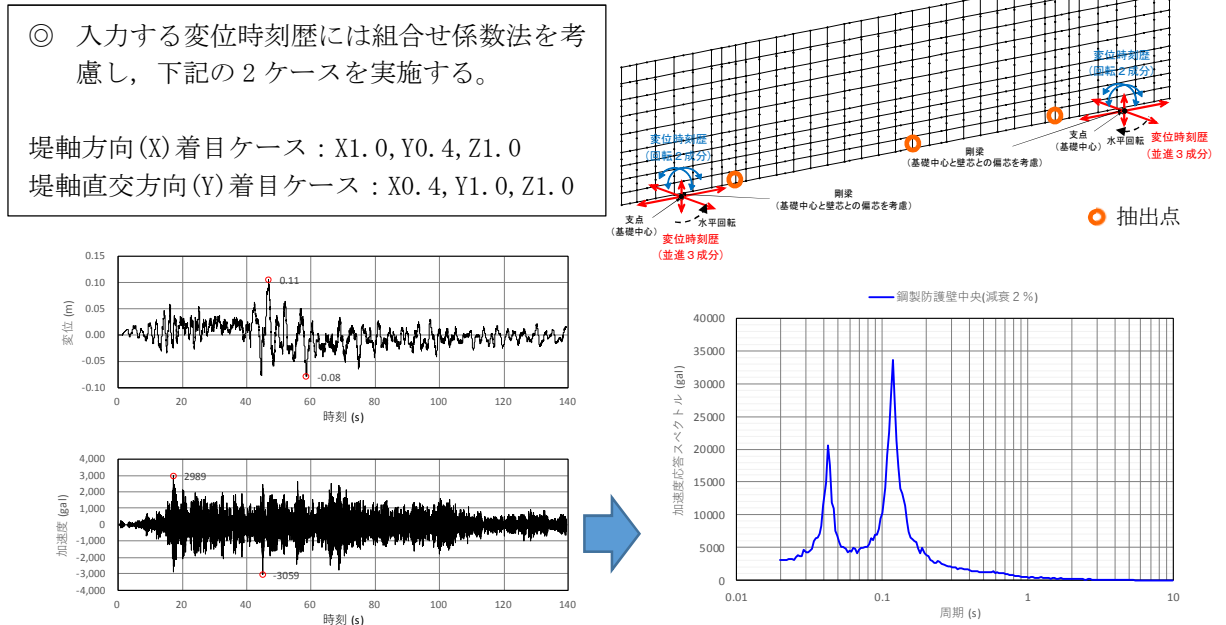 ◎ 入力する変位時刻歴には組合せ係数法を考
慮し，下記の２ケースを実施する。
堤軸方向(X)着目ケース：X1.0,Y0.4,Z1.0
堤軸直交方向(Y)着目ケース：X0.4,Y1.0,Z1.0
変位時刻歴
(回転２成分)
支点
(基礎中心)
水平回転
変位時刻歴
(並進３成分)
剛梁
(基礎中心と壁芯との偏芯を考慮)
変位時刻歴
(回転２成分)
支点
(基礎中心)
水平回転
変位時刻歴
(並進３成分)
剛梁
(基礎中心と壁芯との偏芯を考慮)
抽出点
変位 (m)
0.15
0.10
0.05
0.00
-0.05
-0.10
0.11
-0.08
0 20 40 60 80 100 120 140
時刻 (s)
加速度 (gal)
4,000
3,000
2,000
1,000
0
-1,000
-2,000
-3,000
-4,000
2989
-3059
0 20 40 60 80 100 120 140
時刻 (s)
鋼製防護壁中央(減衰２%)
加速度応答スペクトル (gal)
40000
35000
30000
25000
20000
15000
10000
5000
0
0.01 0.1 1 10
周期 (s)